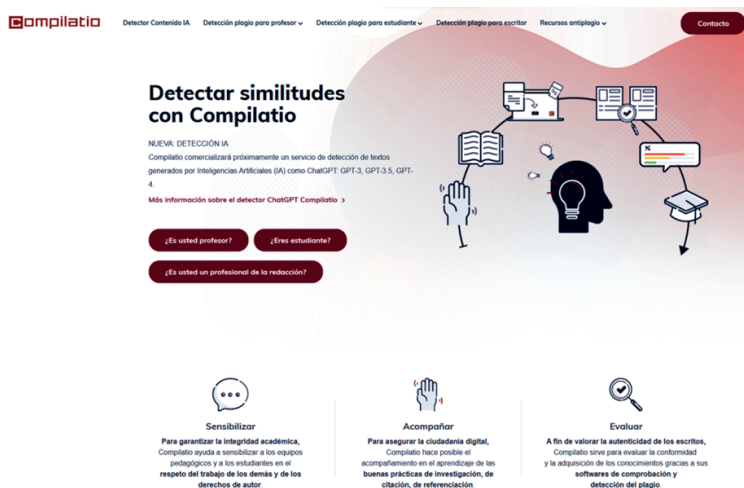 Compilatio
Detector Contenido IA Detección plagio para profesor Detección plagio para estudiante Detección plagio para escritor Recursos antiplagio Contacto
Detectar similitudes
con Compilatio
NUEVA: DETECCIÓN IA
Compilatio comercializará próximamente un servicio de detección de textos
generados por Inteligencias Artificiales (IA) como ChatGPT: GPT-3, GPT-3.5, GPT-
4.
Más información sobre el detector ChatGPT Compilatio >
¿Es usted profesor? ¿Eres estudiante?
¿Es usted un profesional de la redacción?
%
Sensibilizar
Para garantizar la integridad académica,
Compilatio ayuda a sensibilizar a los equipos
pedagógicos y a los estudiantes en el
respeto del trabajo de los demás y de los
derechos de autor.
Acompañar
Para asegurar la ciudadanía digital,
Compilatio hace posible el
acompañamiento en el aprendizaje de las
buenas prácticas de investigación, de
citación, de referenciación
Evaluar
A fin de valorar la autenticidad de los escritos,
Compilatio sirve para evaluar la conformidad
y la adquisición de los conocimientos gracias a sus
softwares de comprobación y
detección del plagio.